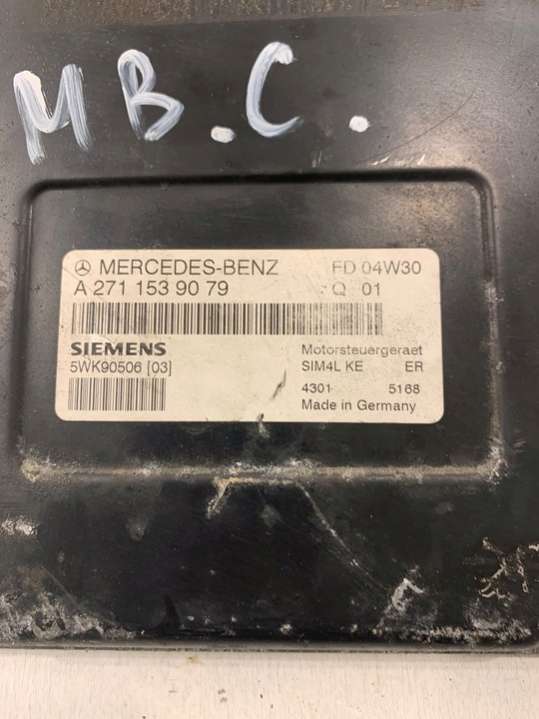 MB.C.
MERCEDES-BENZ FD 04W30
A 271 153 90 79 Q 01
SIEMENS Motorsteuergeraet
5WK90506 [03] SIM4L KE ER
4301 5168
Made in Germany